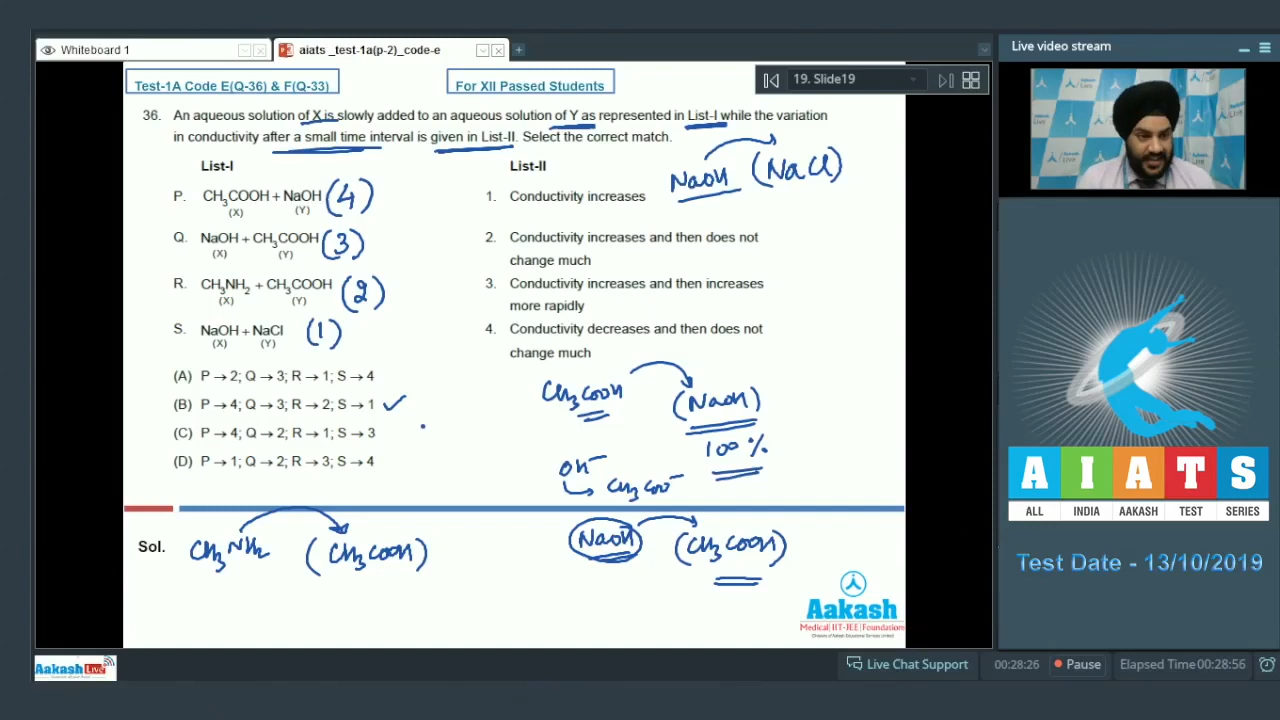 Whiteboard 1
aiats _test-1a(p-2)_code-e
Live video stream
Test-1A Code E(Q-36) & F(Q-33)
For XII Passed Students
19. Slide19
36. An aqueous solution of X is slowly added to an aqueous solution of Y as represented in List-I while the variation
in conductivity after a small time interval is given in List-II. Select the correct match.
NaOH (NaCl)
List-I
List-II
P. CH₃COOH + NaOH (4)
(X) (Y)
1. Conductivity increases
Q. NaOH + CH₃COOH (3)
(X) (Y)
2. Conductivity increases and then does not
change much
R. CH₃NH₂ + CH₃COOH (2)
(X) (Y)
3. Conductivity increases and then increases
more rapidly
S. NaOH + NaCl (1)
(X) (Y)
4. Conductivity decreases and then does not
change much
(A) P → 2; Q → 3; R → 1; S → 4
(B) P → 4; Q → 3; R → 2; S → 1 ✓
(C) P → 4; Q → 2; R → 1; S → 3
(D) P → 1; Q → 2; R → 3; S → 4
CH₃COOH (NaOH)
100 %
OH⁻
CH₃COO⁻
Sol. CH₃NH₂ (CH₃COOH)
NaOH (CH₃COOH)
Aakash
Medical|IIT-JEE|Foundations
(Divisions of Aakash Educational Services Limited)
A I A T S
ALL INDIA AAKASH TEST SERIES
Test Date - 13/10/2019
Aakash Live
Live Chat Support
00:28:26
Pause
Elapsed Time 00:28:56